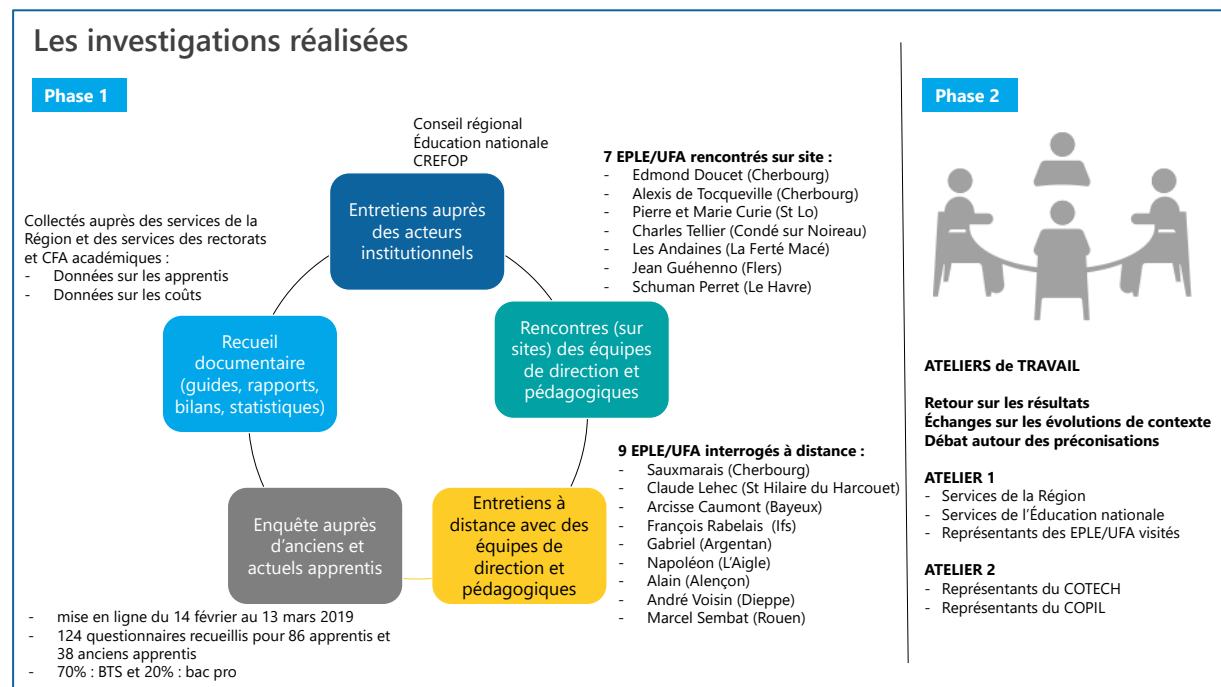 Les investigations réalisées
Phase 1
Conseil régional
Éducation nationale
CREFOP
Entretiens auprès
des acteurs
institutionnels
7 EPLE/UFA rencontrés sur site :
- Edmond Doucet (Cherbourg)
- Alexis de Tocqueville (Cherbourg)
- Pierre et Marie Curie (St Lo)
- Charles Tellier (Condé sur Noireau)
- Les Andaines (La Ferté Macé)
- Jean Guéhenno (Flers)
- Schuman Perret (Le Havre)
Collectés auprès des services de la
Région et des services des rectorats
et CFA académiques :
- Données sur les apprentis
- Données sur les coûts
Recueil
documentaire
(guides, rapports,
bilans, statistiques)
Rencontres (sur
sites) des équipes
de direction et
pédagogiques
9 EPLE/UFA interrogés à distance :
- Sauxmarais (Cherbourg)
- Claude Lehec (St Hilaire du Harcouet)
- Arcisse Caumont (Bayeux)
- François Rabelais (Ifs)
- Gabriel (Argentan)
- Napoléon (L'Aigle)
- Alain (Alençon)
- André Voisin (Dieppe)
- Marcel Sembat (Rouen)
Enquête auprès
d'anciens et
actuels apprentis
Entretiens à
distance avec des
équipes de
direction et
pédagogiques
- mise en ligne du 14 février au 13 mars 2019
- 124 questionnaires recueillis pour 86 apprentis et
38 anciens apprentis
- 70% : BTS et 20% : bac pro
Phase 2
ATELIERS de TRAVAIL
Retour sur les résultats
Échanges sur les évolutions de contexte
Débat autour des préconisations
ATELIER 1
- Services de la Région
- Services de l'Éducation nationale
- Représentants des EPLE/UFA visités
ATELIER 2
- Représentants du COTECH
- Représentants du COPIL